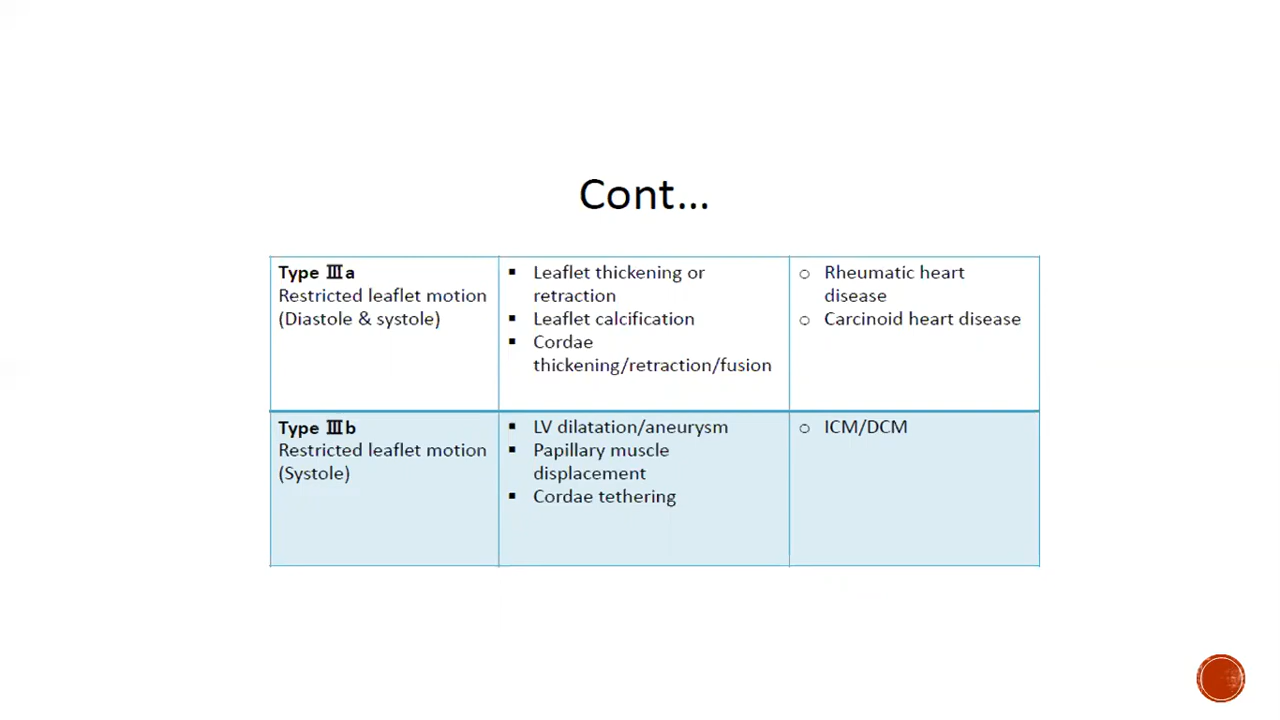 Cont...
Type Ⅲa
Restricted leaflet motion
(Diastole & systole)
▪ Leaflet thickening or
retraction
▪ Leaflet calcification
▪ Cordae
thickening/retraction/fusion
○ Rheumatic heart
disease
○ Carcinoid heart disease
Type Ⅲb
Restricted leaflet motion
(Systole)
▪ LV dilatation/aneurysm
▪ Papillary muscle
displacement
▪ Cordae tethering
○ ICM/DCM